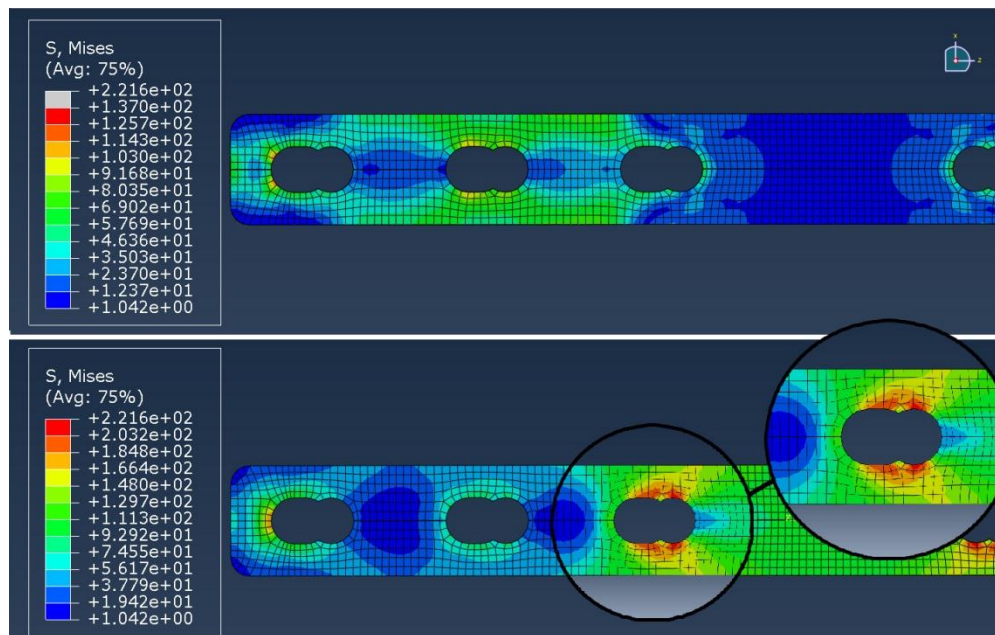 S, Mises
(Avg: 75%)
+2.216e+02
+1.370e+02
+1.257e+02
+1.143e+02
+1.030e+02
+9.168e+01
+8.035e+01
+6.902e+01
+5.769e+01
+4.636e+01
+3.503e+01
+2.370e+01
+1.237e+01
+1.042e+00
X
Z
S, Mises
(Avg: 75%)
+2.216e+02
+2.032e+02
+1.848e+02
+1.664e+02
+1.480e+02
+1.297e+02
+1.113e+02
+9.292e+01
+7.455e+01
+5.617e+01
+3.779e+01
+1.942e+01
+1.042e+00